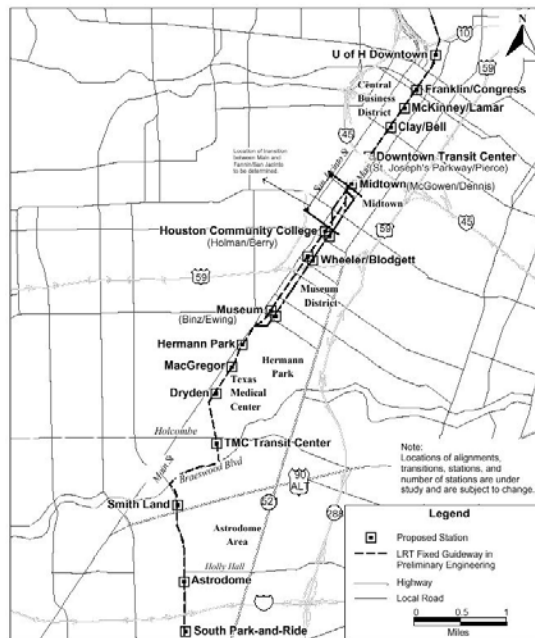 N
10
U of H Downtown
59
Central
Business
District
Franklin/Congress
McKinney/Lamar
Clay/Bell
45
Location of transition
between Main and
Fannin/San Jacinto
to be determined.
San Jacinto St
Main
Downtown Transit Center
(St. Joseph's Parkway/Pierce)
Midtown
(McGowen/Dennis)
Midtown
Houston Community College
(Holman/Berry)
59
45
Wheeler/Blodgett
59
Museum
District
Museum
(Binz/Ewing)
Hermann Park
Hermann
Park
MacGregor
Texas
Medical
Center
Dryden
Holcombe
TMC Transit Center
Main St
Braeswood Blvd
90
ALT
Note:
Locations of alignments,
transitions, stations, and
number of stations are under
study and are subject to change.
Smith Land
288
Astrodome
Area
Holly Hall
Astrodome
South Park-and-Ride
Legend
Proposed Station
LRT Fixed Guideway in
Preliminary Engineering
Highway
Local Road
0 0.5 1
Miles